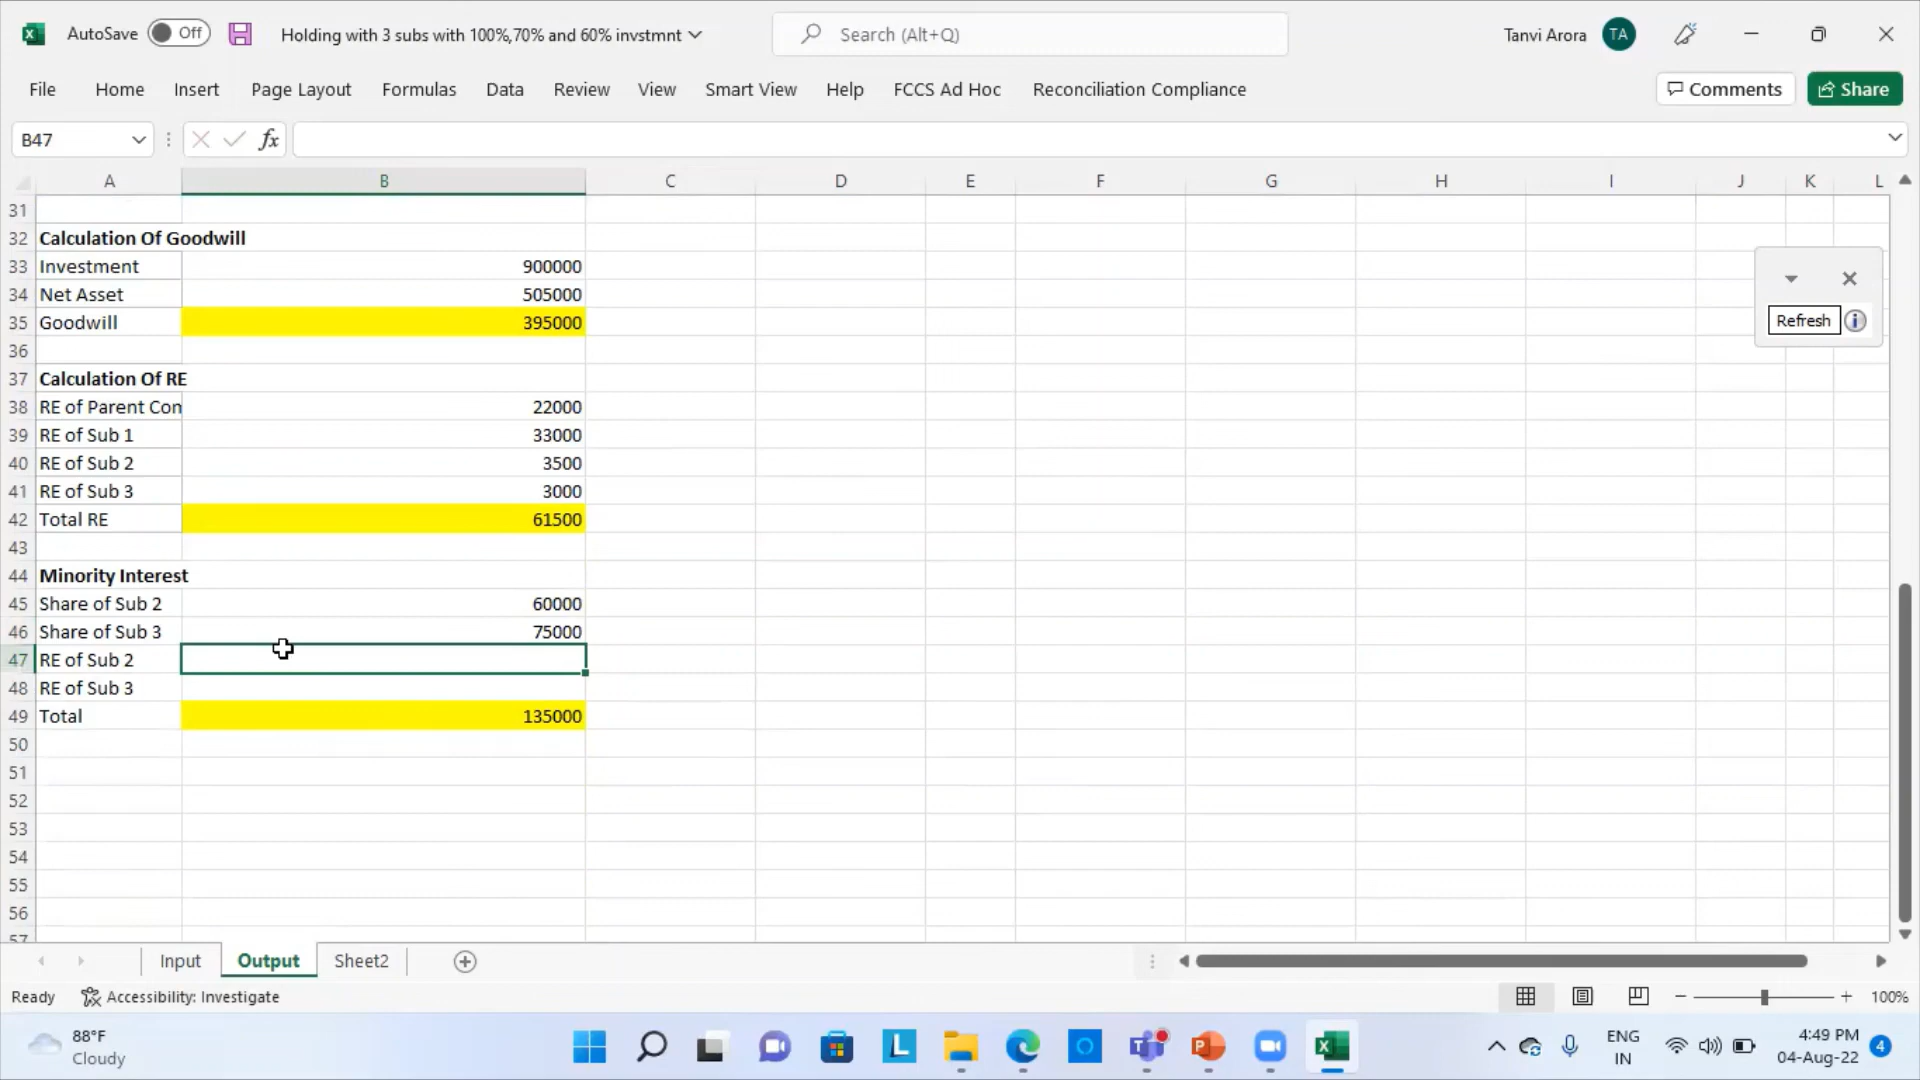 AutoSave Off Holding with 3 subs with 100%,70% and 60% invstmnt Search (Alt+Q) Tanvi Arora TA
File Home Insert Page Layout Formulas Data Review View Smart View Help FCCS Ad Hoc Reconciliation Compliance Comments Share
B47 fx
A B C D E F G H I J K L
31
32 Calculation Of Goodwill
33 Investment 900000
34 Net Asset 505000
35 Goodwill 395000
Refresh
36
37 Calculation Of RE
38 RE of Parent Con 22000
39 RE of Sub 1 33000
40 RE of Sub 2 3500
41 RE of Sub 3 3000
42 Total RE 61500
43
44 Minority Interest
45 Share of Sub 2 60000
46 Share of Sub 3 75000
47 RE of Sub 2
48 RE of Sub 3
49 Total 135000
50
51
52
53
54
55
56
57
Input Output Sheet2
Ready Accessibility: Investigate 100%
88°F
Cloudy
ENG
IN
4:49 PM
04-Aug-22
4